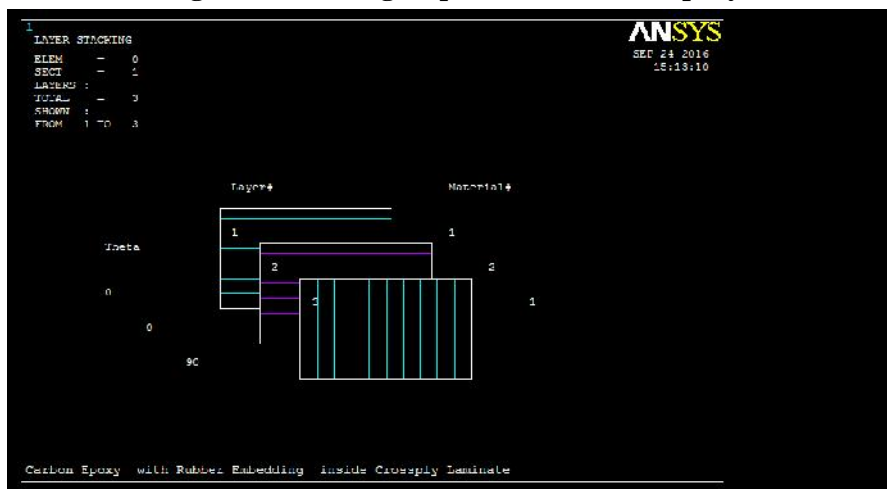 1
LAYER STACKING
ANSYS
ELEM = 0
SEP 24 2016
SECT = 1
15:13:10
LAYERS :
TOTAL = 3
SHOWN :
FROM 1 TO 3
Layer# Material#
1 1
Theta
2 2
0
3 1
0
90
Carbon Epoxy with Rubber Embedding inside Crossply Laminate